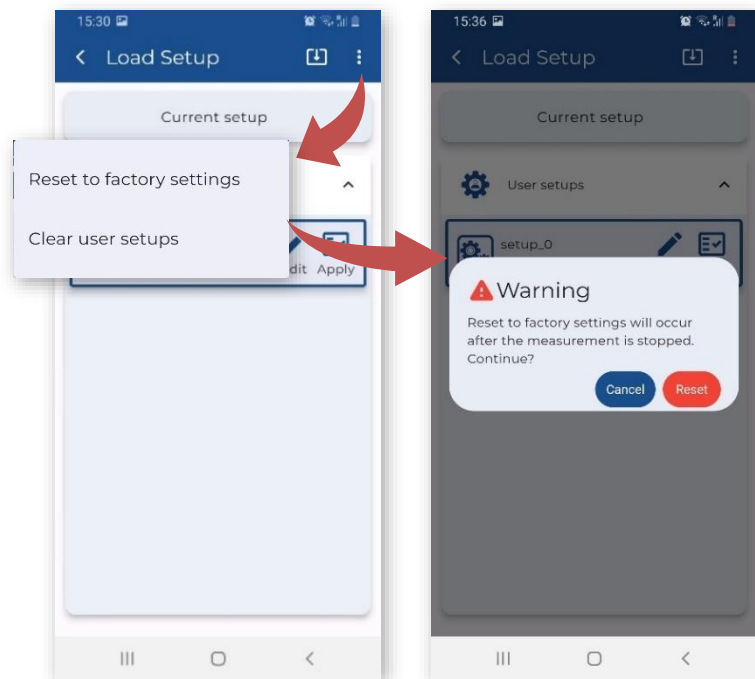 15:30
Load Setup
Current setup
Reset to factory settings
Clear user setups
dit Apply
15:36
Load Setup
Current setup
User setups
setup_0
Warning
Reset to factory settings will occur
after the measurement is stopped.
Continue?
Cancel Reset